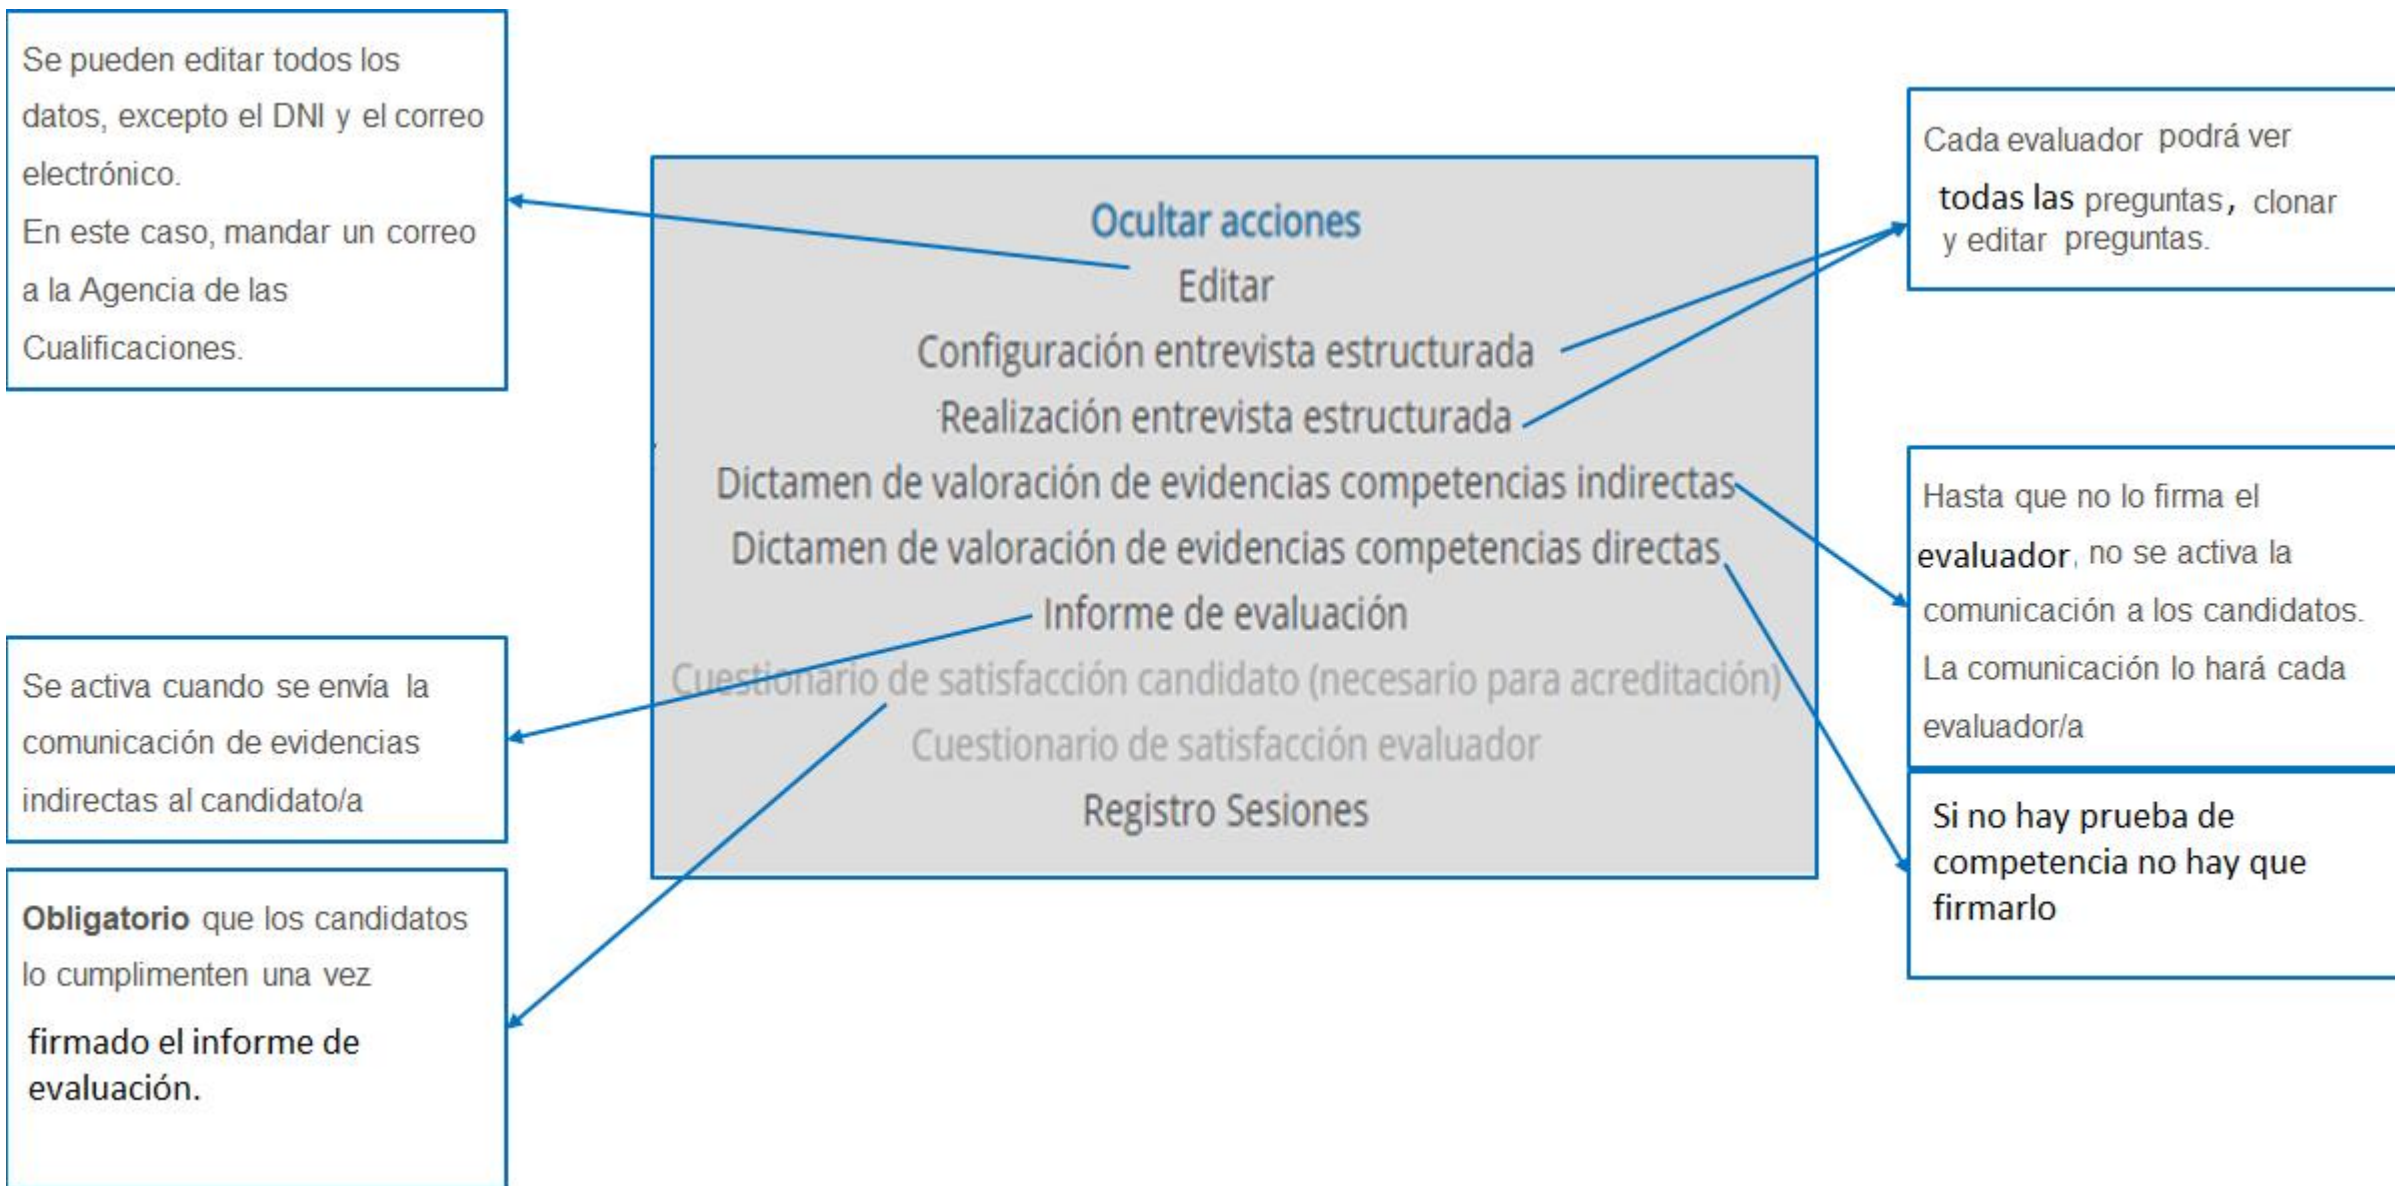 Se pueden editar todos los
datos, excepto el DNI y el correo
electrónico.
En este caso, mandar un correo
a la Agencia de las
Cualificaciones.
Se activa cuando se envía la
comunicación de evidencias
indirectas al candidato/a
Obligatorio que los candidatos
lo cumplimenten una vez
firmado el informe de
evaluación.
Ocultar acciones
Editar
Configuración entrevista estructurada
Realización entrevista estructurada
Dictamen de valoración de evidencias competencias indirectas
Dictamen de valoración de evidencias competencias directas
Informe de evaluación
Cuestionario de satisfacción candidato (necesario para acreditación)
Cuestionario de satisfacción evaluador
Registro Sesiones
Cada evaluador podrá ver
todas las preguntas, clonar
y editar preguntas.
Hasta que no lo firma el
evaluador, no se activa la
comunicación a los candidatos.
La comunicación lo hará cada
evaluador/a
Si no hay prueba de
competencia no hay que
firmarlo